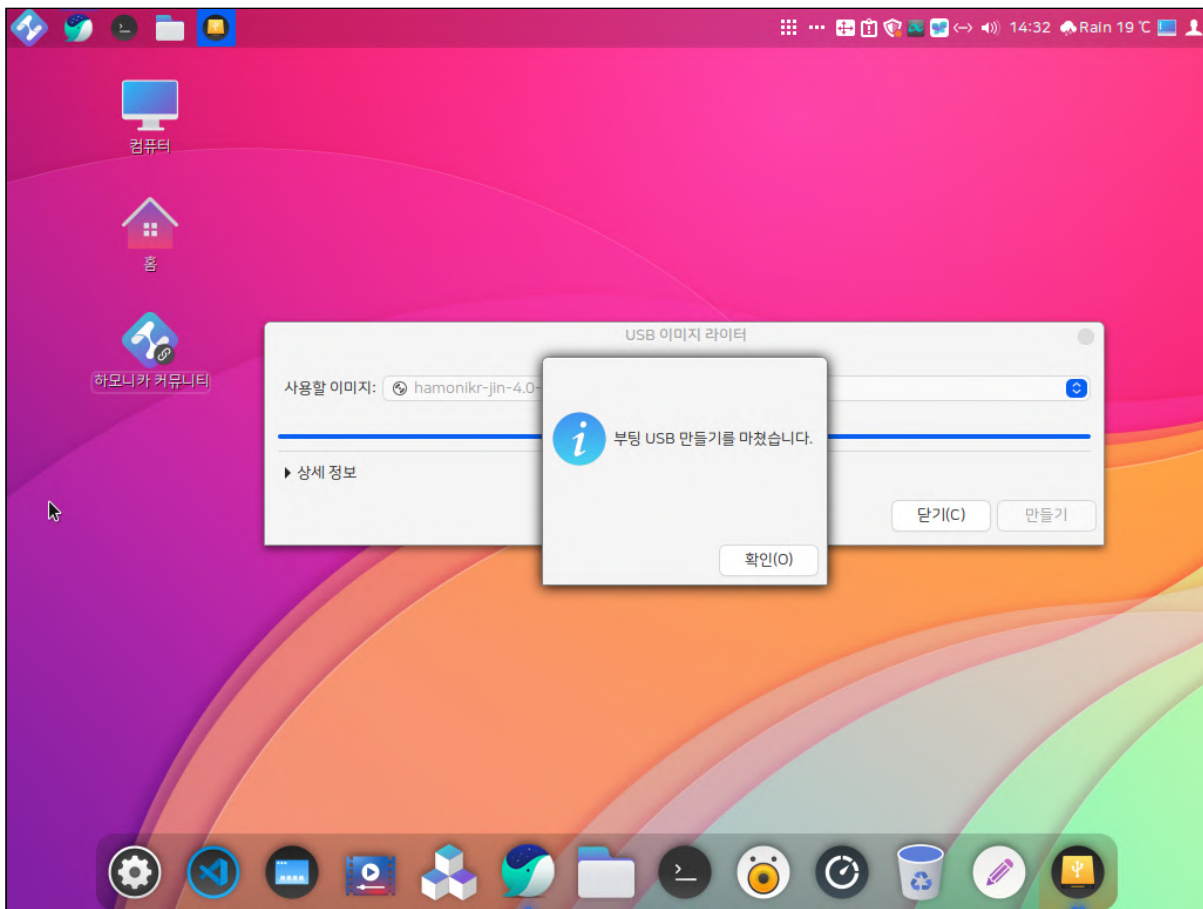 14:32 Rain 19 ℃
컴퓨터
홈
하모니카 커뮤니티
USB 이미지 라이터
사용할 이미지: hamonikr-jin-4.0-
부팅 USB 만들기를 마쳤습니다.
상세 정보
닫기(C) 만들기
확인(O)